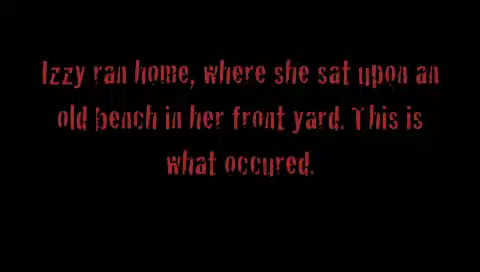 Izzy ran home, where she sat upon an
old bench in her front yard. This is
what occured.